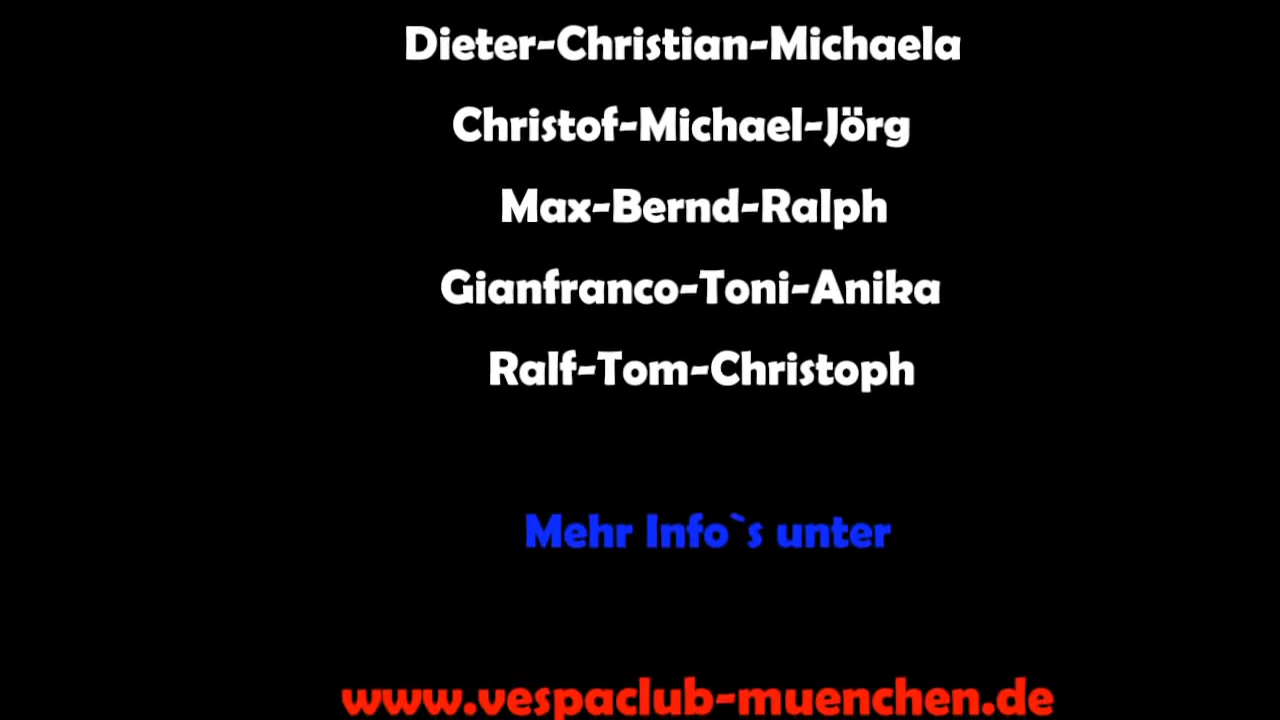 Dieter-Christian-Michaela
Christof-Michael-Jörg
Max-Bernd-Ralph
Gianfranco-Toni-Anika
Ralf-Tom-Christoph
Mehr Info`s unter
www.vespaclub-muenchen.de